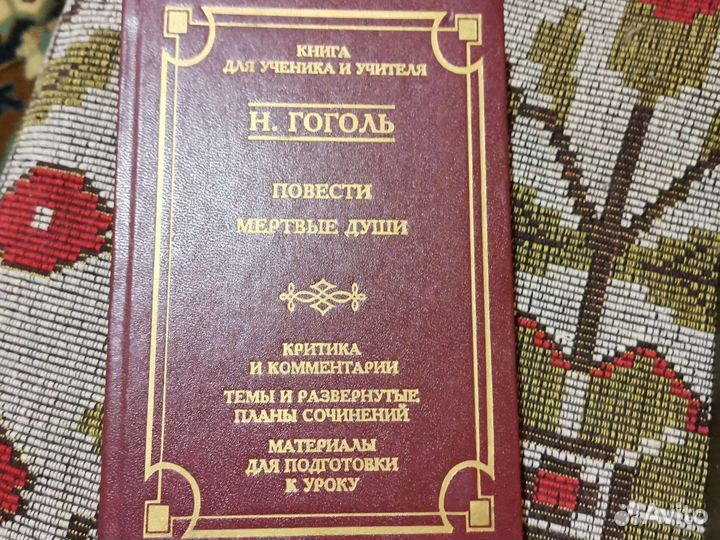 КНИГА
ДЛЯ УЧЕНИКА И УЧИТЕЛЯ
Н. ГОГОЛЬ
ПОВЕСТИ
МЕРТВЫЕ ДУШИ
КРИТИКА
И КОММЕНТАРИИ
ТЕМЫ И РАЗВЕРНУТЫЕ
ПЛАНЫ СОЧИНЕНИЙ
МАТЕРИАЛЫ
ДЛЯ ПОДГОТОВКИ
К УРОКУ
Avito